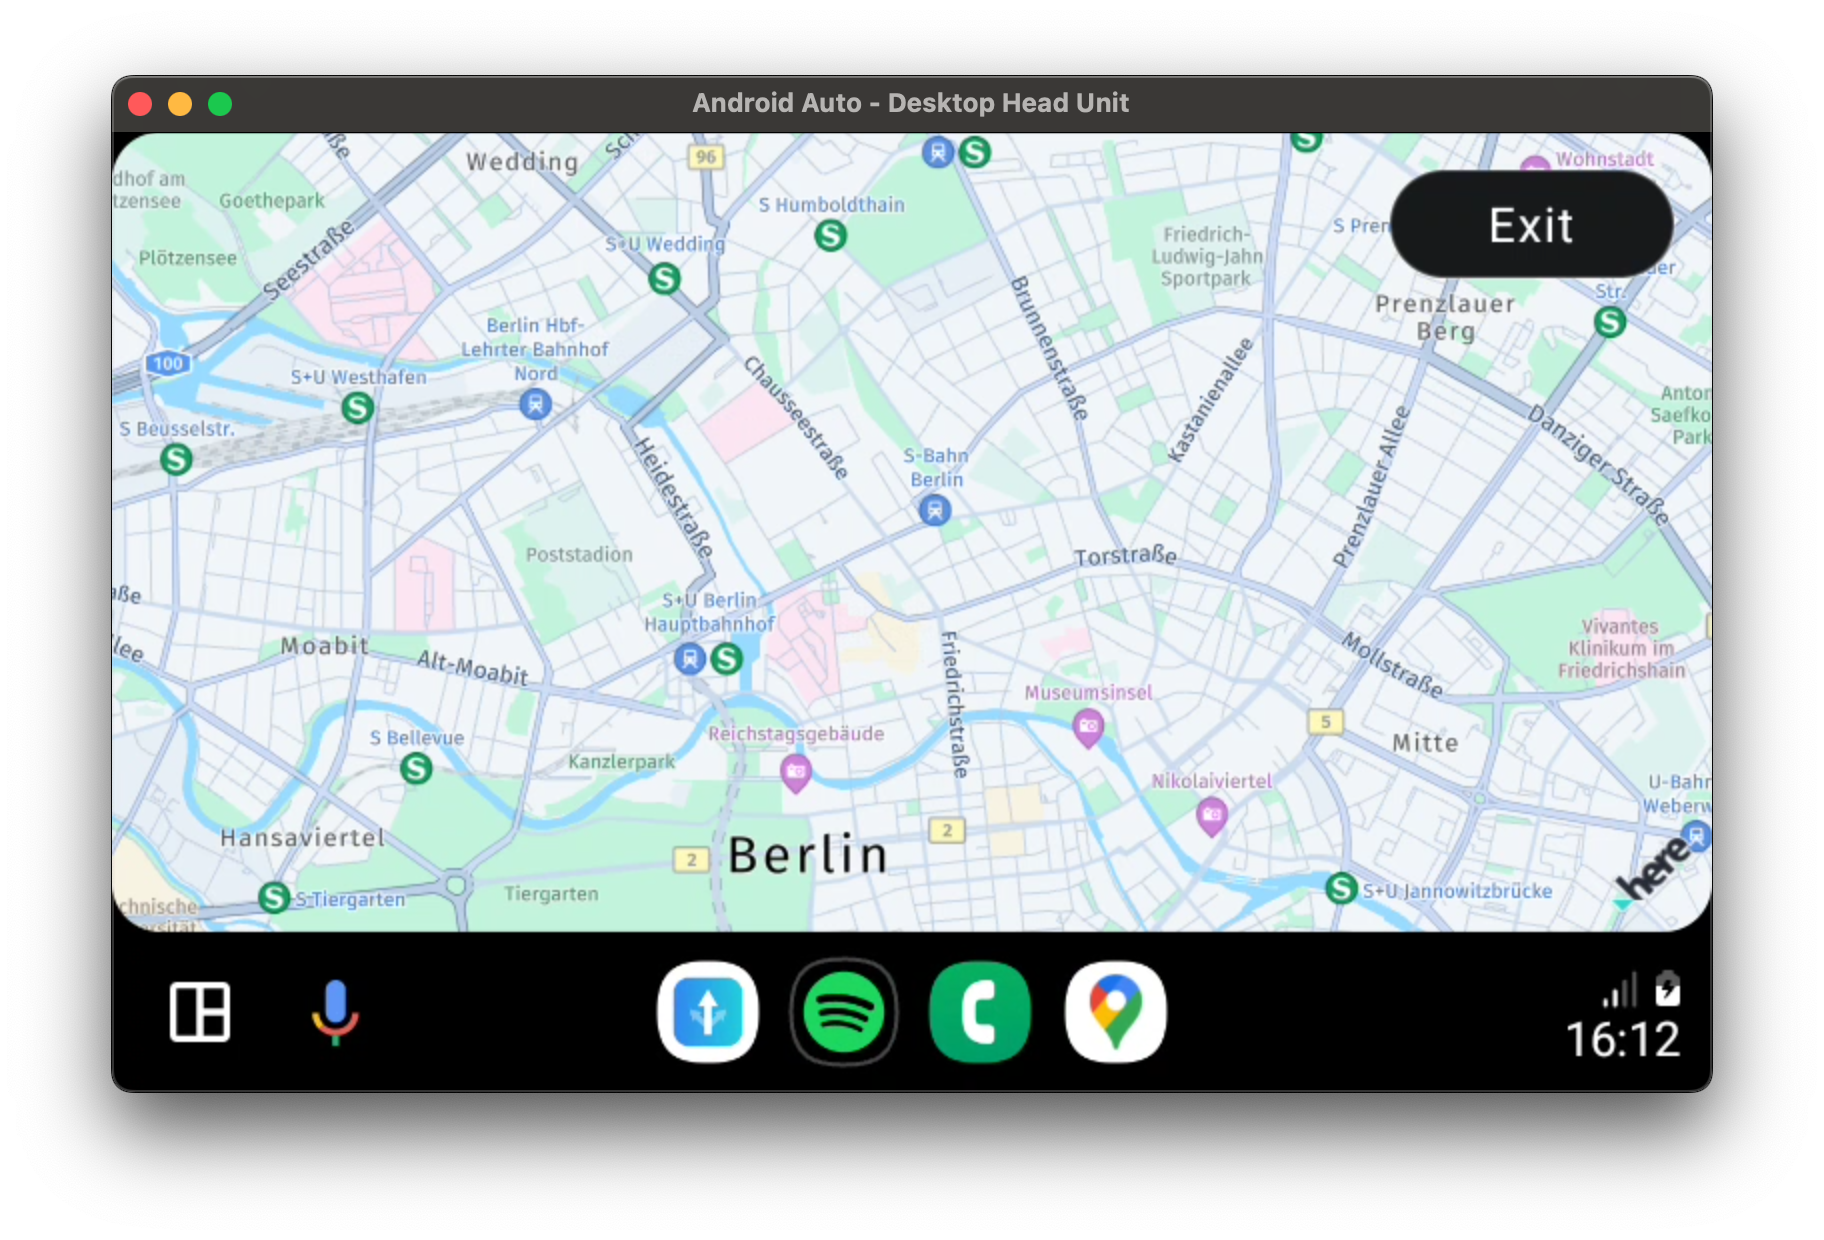 Android Auto - Desktop Head Unit
Wedding
96
Wohnstadt
dhof am
tzensee
Goethepark
S Humboldthain
Exit
S+U Wedding
Friedrich-
Ludwig-Jahn
Sportpark
Plötzensee
Seestraße
Str.
Prenzlauer
Berg
Brunnenstraße
Berlin Hbf-
Lehrter Bahnhof
Nord
100
S+U Westhafen
Chausseestraße
Kastanienallee
Prenzlauer Allee
Danziger Straße
S Beusselstr.
Heidestraße
S-Bahn
Berlin
Poststadion
Torstraße
S+U Berlin
Hauptbahnhof
Moabit
Alt-Moabit
Friedrichstraße
Mollstraße
Vivantes
Klinikum im
Friedrichshain
Museumsinsel
5
Mitte
S Bellevue
Reichstagsgebäude
Kanzlerpark
Nikolaiviertel
Hansaviertel
2
Berlin
2
here
S Tiergarten
Tiergarten
S+U Jannowitzbrücke
16:12